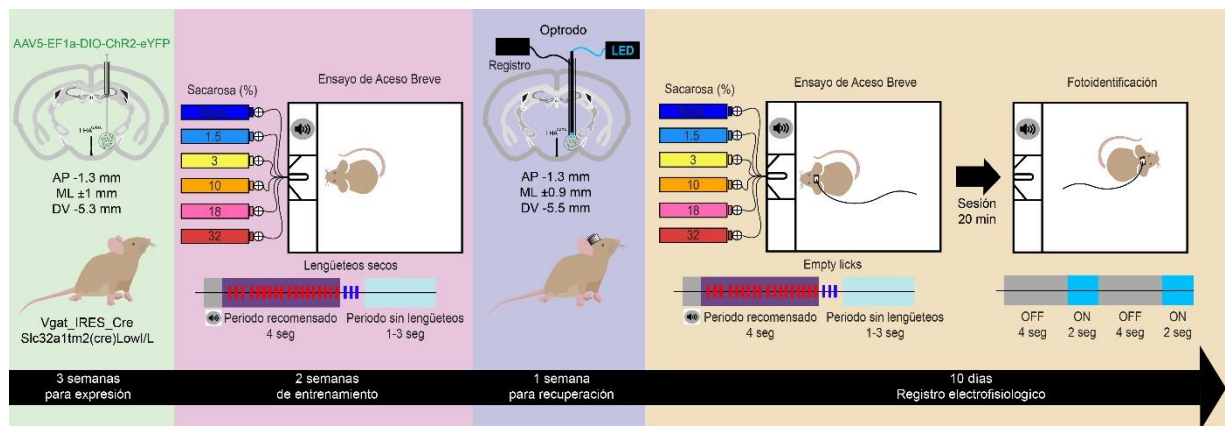 AAV5-EF1a-DIO-ChR2-eYFP
AP -1.3 mm
ML ±1 mm
DV -5.3 mm
Vgat_IRES_Cre
Slc32a1tm2(cre)Lowl/L
3 semanas
para expresión
Ensayo de Aceso Breve
Sacarosa (%)
1.5
3
10
18
32
Lengüeteos secos
Periodo recomensado
4 seg
Periodo sin lengüeteos
1-3 seg
2 semanas
de entrenamiento
Optrodo
Registro
LED
AP -1.3 mm
ML ±0.9 mm
DV -5.5 mm
1 semana
para recuperación
Ensayo de Aceso Breve
Sacarosa (%)
1.5
3
10
18
32
Empty licks
Periodo recomensado
4 seg
Periodo sin lengüeteos
1-3 seg
Sesión
20 min
Fotoidentificación
OFF
4 seg
ON
2 seg
OFF
4 seg
ON
2 seg
10 días
Registro electrofisiologico